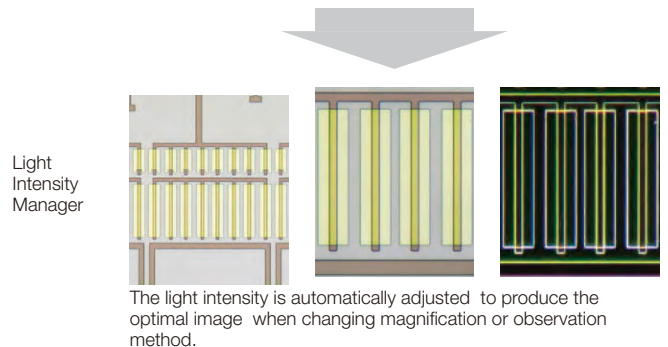 Light
Intensity
Manager
The light intensity is automatically adjusted to produce the
optimal image when changing magnification or observation
method.